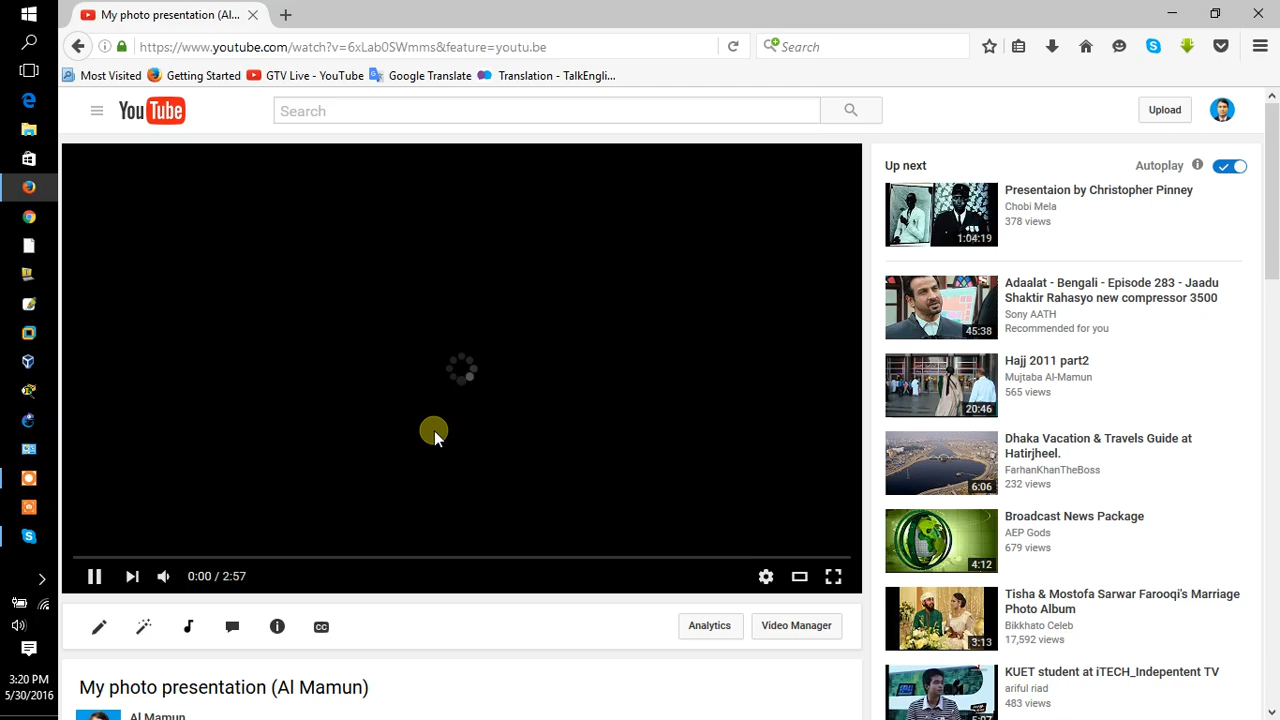 My photo presentation (Al...
https://www.youtube.com/watch?v=6xLab0SWmms&feature=youtu.be
Search
Most Visited
Getting Started
GTV Live - YouTube
Google Translate
Translation - TalkEngli...
YouTube
Search
Upload
Up next
Autoplay
Presentaion by Christopher Pinney
Chobi Mela
378 views
1:04:19
Adaalat - Bengali - Episode 283 - Jaadu
Shaktir Rahasyo new compressor 3500
Sony AATH
Recommended for you
45:38
Hajj 2011 part2
Mujtaba Al-Mamun
565 views
20:46
Dhaka Vacation & Travels Guide at
Hatirjheel.
FarhanKhanTheBoss
232 views
6:06
Broadcast News Package
AEP Gods
679 views
4:12
Tisha & Mostofa Sarwar Farooqi's Marriage
Photo Album
Bikkhato Celeb
17,592 views
3:13
KUET student at iTECH_Indepentent TV
ariful riad
483 views
5:07
0:00 / 2:57
CC
Analytics
Video Manager
My photo presentation (Al Mamun)
Al Mamun
3:20 PM
5/30/2016